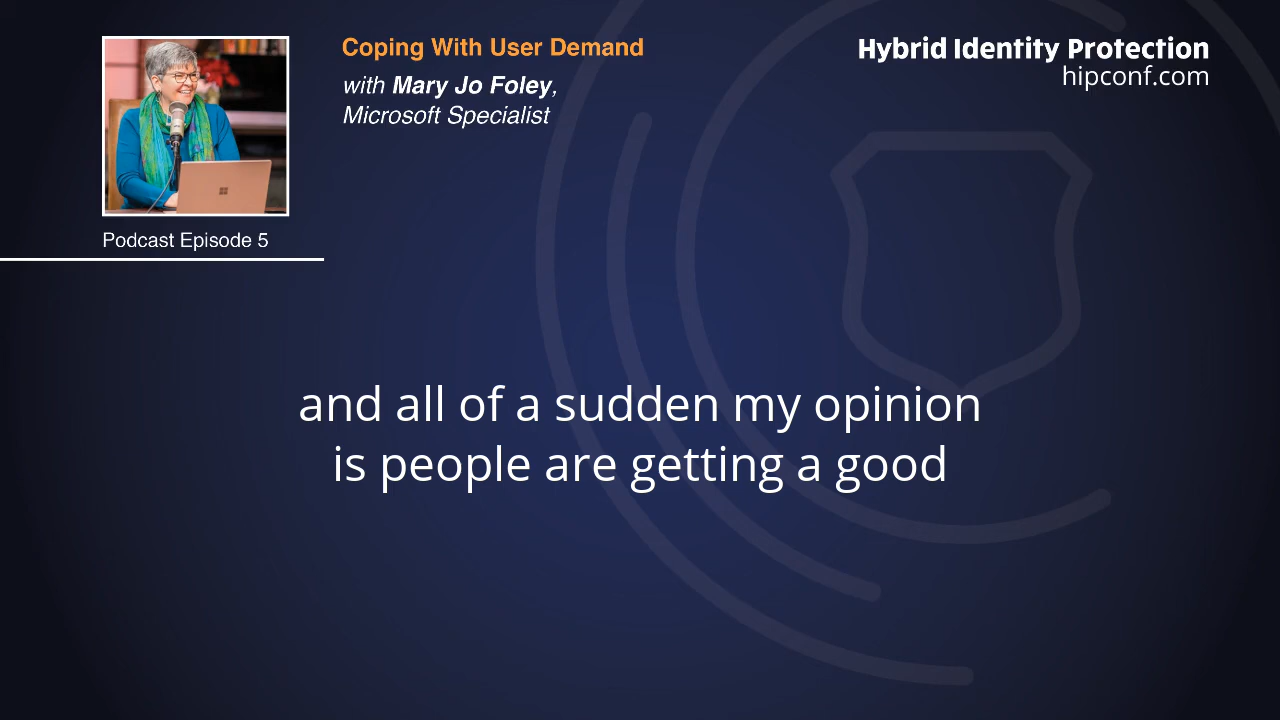 Coping With User Demand
with Mary Jo Foley,
Microsoft Specialist
Hybrid Identity Protection
hipconf.com
Podcast Episode 5
and all of a sudden my opinion
is people are getting a good